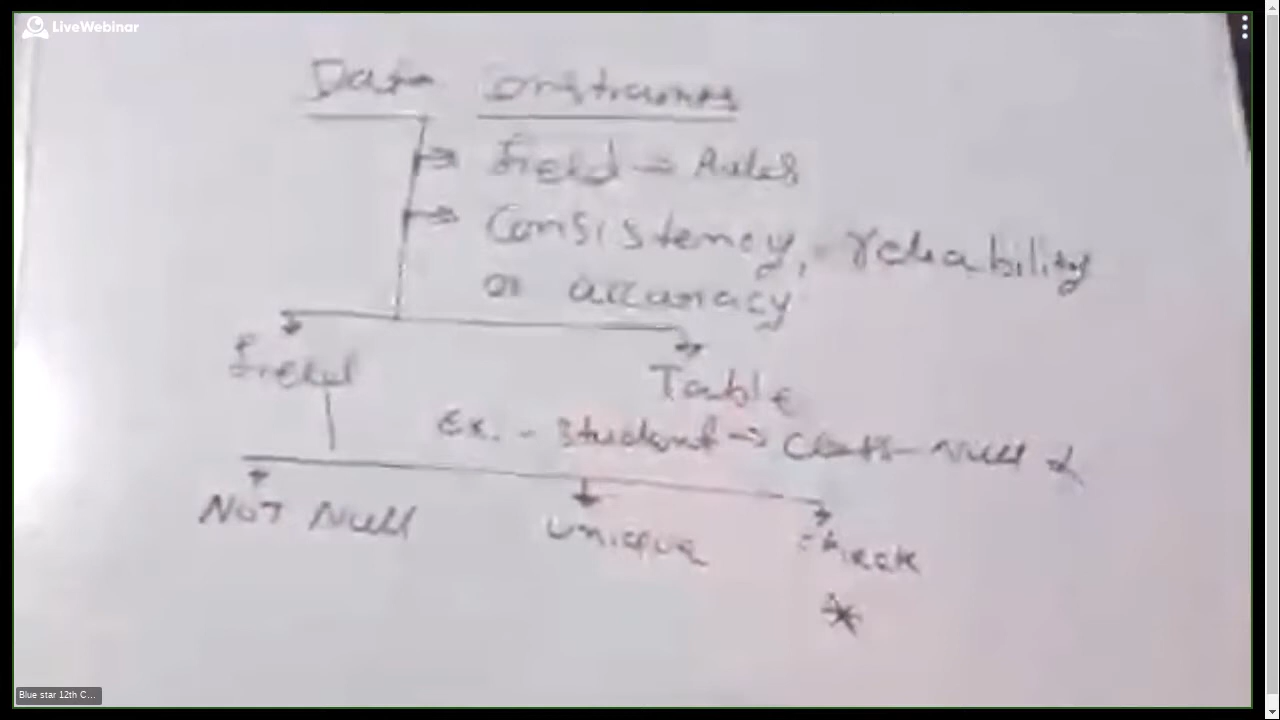 LiveWebinar
Data Constraints
Field → Rules
Consistency, reliability
or accuracy
Field
Table
Ex. - Student → Class Null
NOT NULL
unique
check
*
Blue star 12th C...